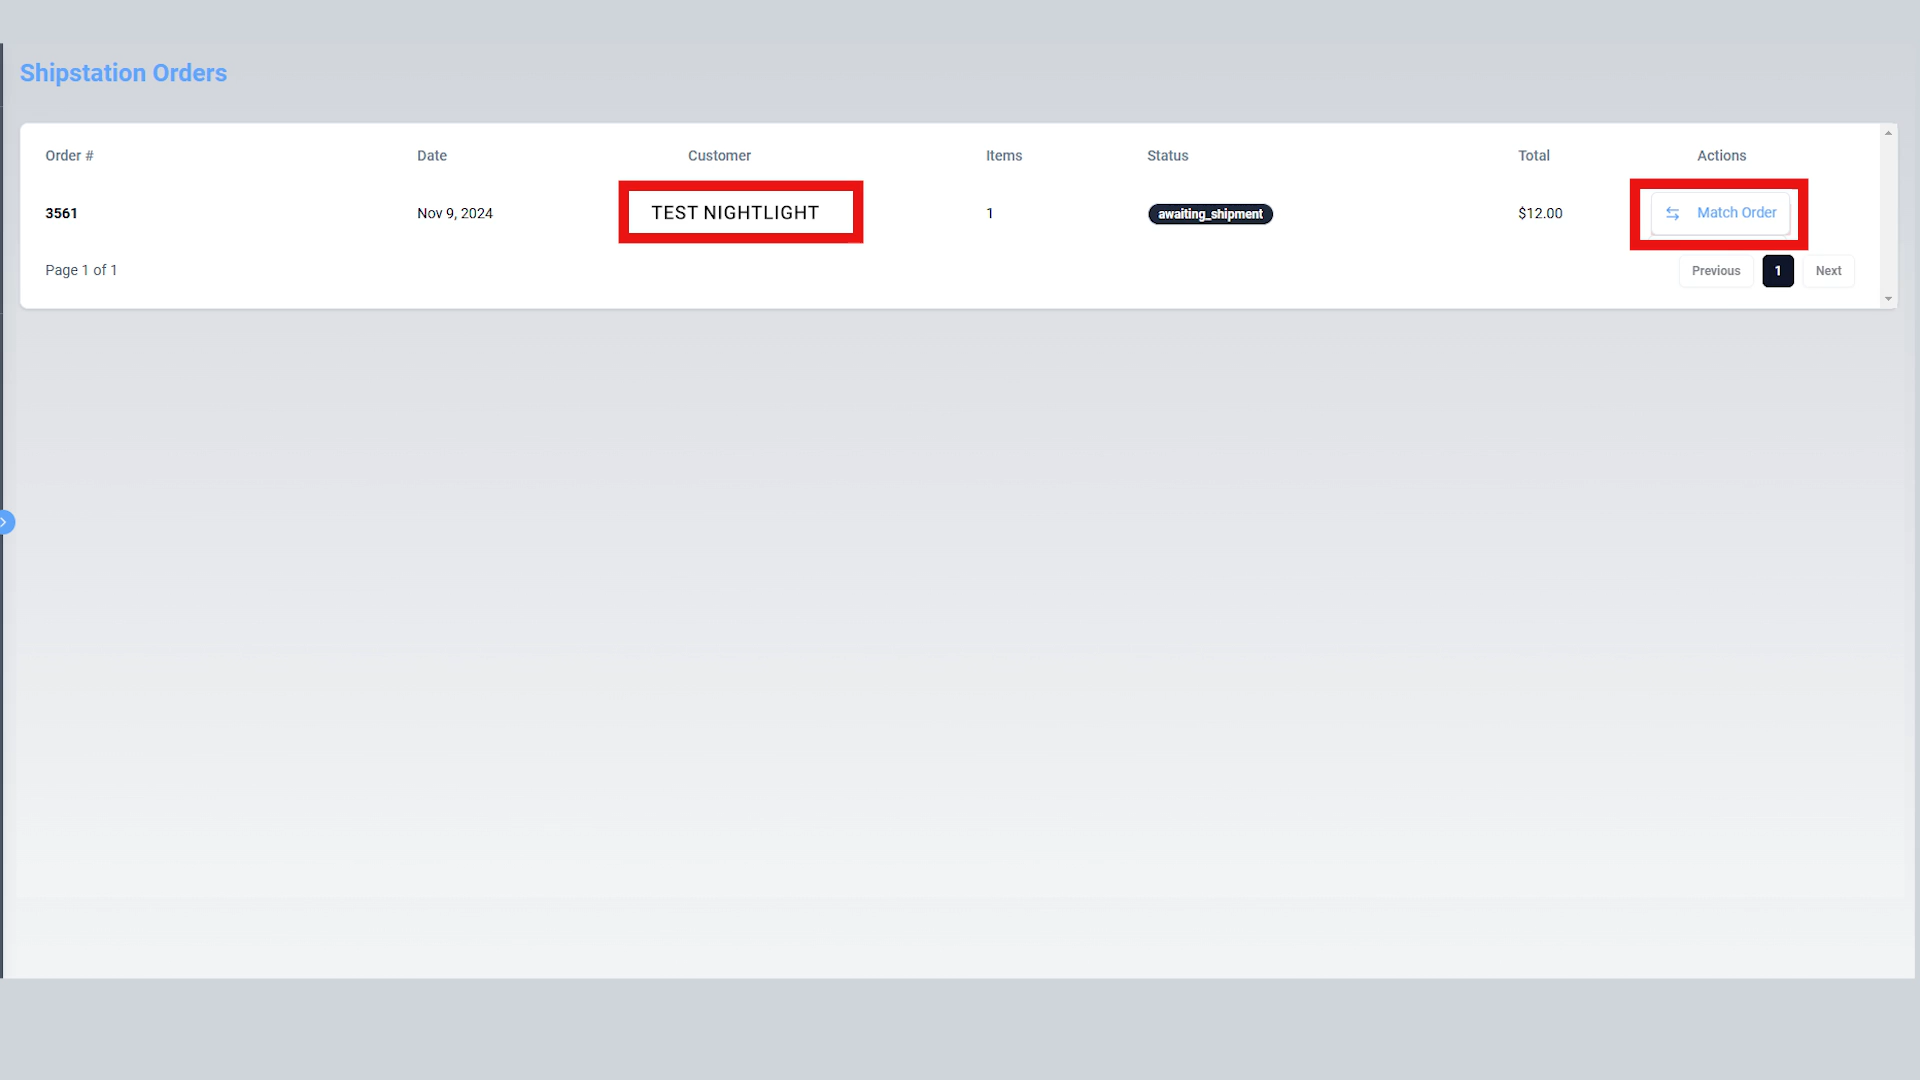 Shipstation Orders
Order # Date Customer Items Status Total Actions
3561 Nov 9, 2024 TEST NIGHTLIGHT 1 awaiting_shipment $12.00 Match Order
Page 1 of 1 Previous 1 Next